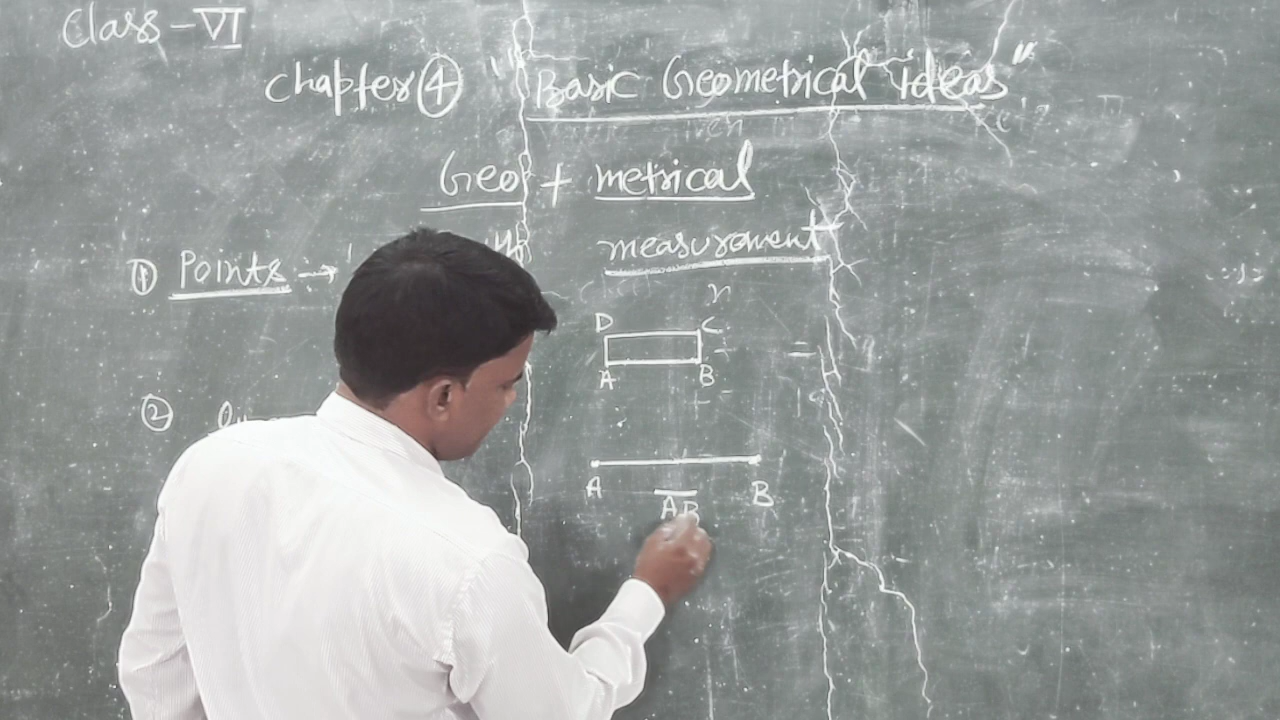 Class - VI
Chapter ④ "Basic Geometrical ideas"
Geo + metrical
measurement
① Points →
D C
A B
②
A B
AB